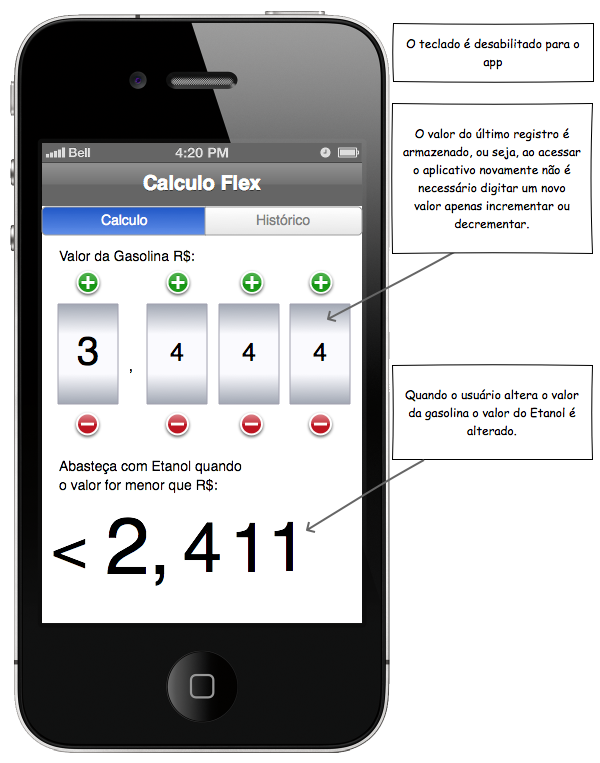 O teclado é desabilitado para o
app
O valor do último registro é
armazenado, ou seja, ao acessar
o aplicativo novamente não é
necessário digitar um novo
valor apenas incrementar ou
decrementar.
Bell 4:20 PM
Calculo Flex
Calculo Histórico
Valor da Gasolina R$:
3 , 4 4 4
Quando o usuário altera o valor
da gasolina o valor do Etanol é
alterado.
Abasteça com Etanol quando
o valor for menor que R$:
< 2, 4 1 1